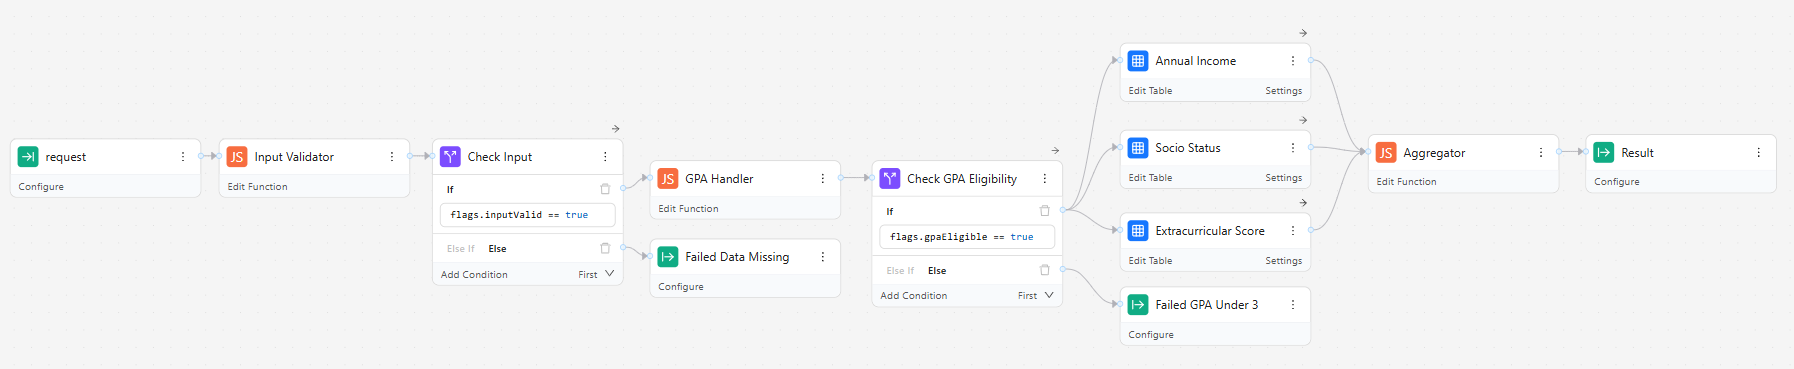 request
Configure
JS Input Validator
Edit Function
Check Input
If
flags.inputValid == true
Else If Else
Add Condition First
JS GPA Handler
Edit Function
Failed Data Missing
Configure
Check GPA Eligibility
If
flags.gpaEligible == true
Else If Else
Add Condition First
Annual Income
Edit Table Settings
Socio Status
Edit Table Settings
Extracurricular Score
Edit Table Settings
Failed GPA Under 3
Configure
JS Aggregator
Edit Function
Result
Configure